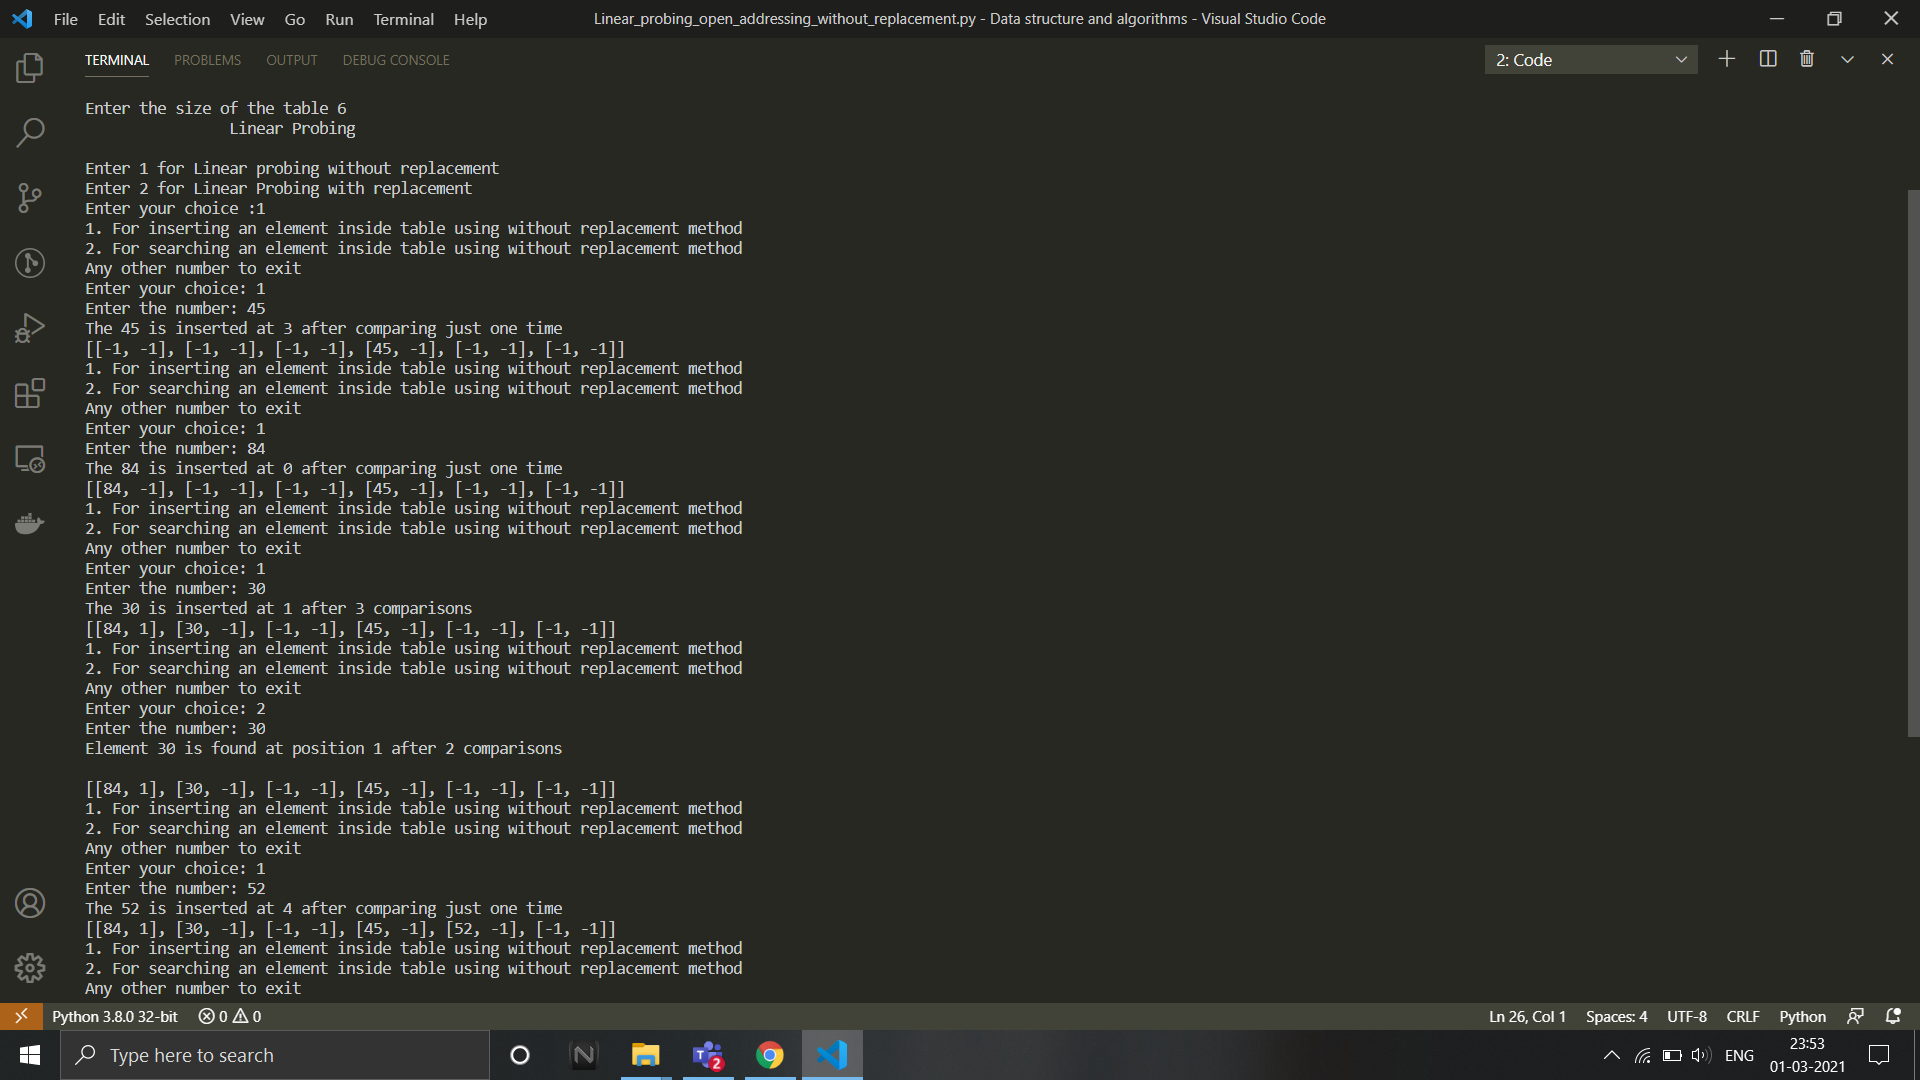 File Edit Selection View Go Run Terminal Help
Linear_probing_open_addressing_without_replacement.py - Data structure and algorithms - Visual Studio Code
TERMINAL PROBLEMS OUTPUT DEBUG CONSOLE
2: Code
Enter the size of the table 6
Linear Probing
Enter 1 for Linear probing without replacement
Enter 2 for Linear Probing with replacement
Enter your choice :1
1. For inserting an element inside table using without replacement method
2. For searching an element inside table using without replacement method
Any other number to exit
Enter your choice: 1
Enter the number: 45
The 45 is inserted at 3 after comparing just one time
[[-1, -1], [-1, -1], [-1, -1], [45, -1], [-1, -1], [-1, -1]]
1. For inserting an element inside table using without replacement method
2. For searching an element inside table using without replacement method
Any other number to exit
Enter your choice: 1
Enter the number: 84
The 84 is inserted at 0 after comparing just one time
[[84, -1], [-1, -1], [-1, -1], [45, -1], [-1, -1], [-1, -1]]
1. For inserting an element inside table using without replacement method
2. For searching an element inside table using without replacement method
Any other number to exit
Enter your choice: 1
Enter the number: 30
The 30 is inserted at 1 after 3 comparisons
[[84, 1], [30, -1], [-1, -1], [45, -1], [-1, -1], [-1, -1]]
1. For inserting an element inside table using without replacement method
2. For searching an element inside table using without replacement method
Any other number to exit
Enter your choice: 2
Enter the number: 30
Element 30 is found at position 1 after 2 comparisons
[[84, 1], [30, -1], [-1, -1], [45, -1], [-1, -1], [-1, -1]]
1. For inserting an element inside table using without replacement method
2. For searching an element inside table using without replacement method
Any other number to exit
Enter your choice: 1
Enter the number: 52
The 52 is inserted at 4 after comparing just one time
[[84, 1], [30, -1], [-1, -1], [45, -1], [52, -1], [-1, -1]]
1. For inserting an element inside table using without replacement method
2. For searching an element inside table using without replacement method
Any other number to exit
Python 3.8.0 32-bit 0 0
Ln 26, Col 1 Spaces: 4 UTF-8 CRLF Python
Type here to search
N
T
2
ENG
23:53
01-03-2021